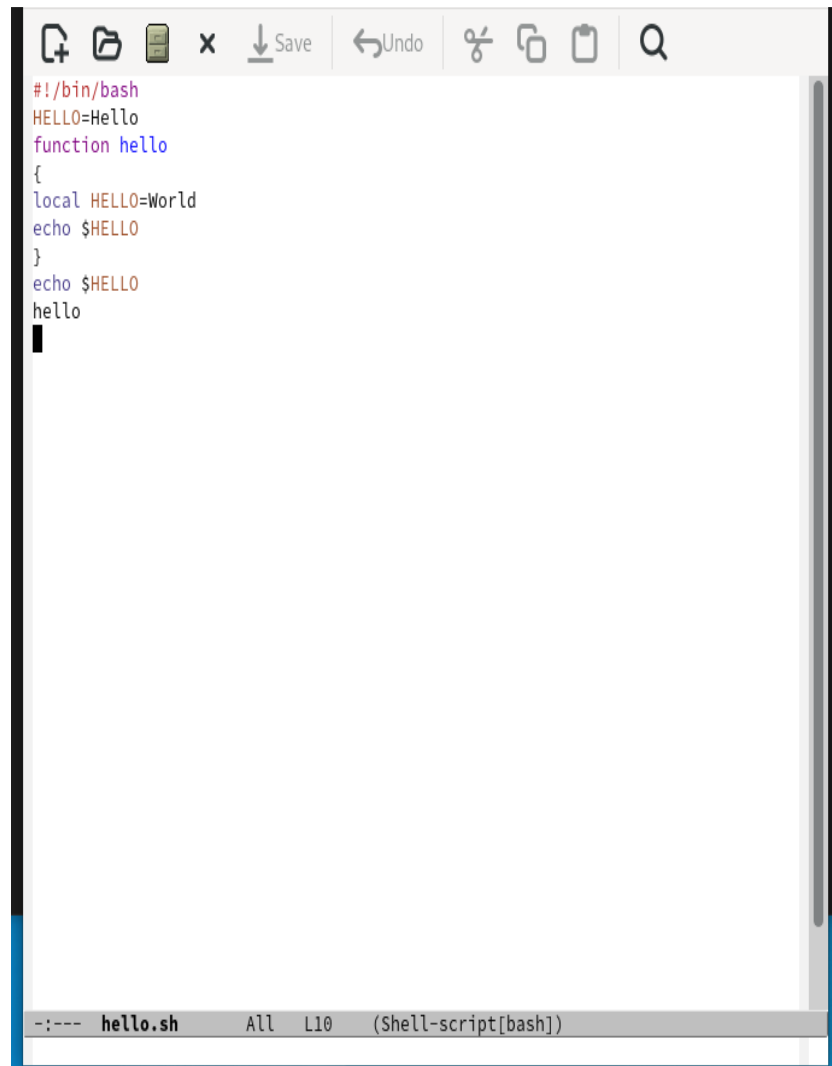 Save Undo
#!/bin/bash
HELLO=Hello
function hello
{
local HELLO=World
echo $HELLO
}
echo $HELLO
hello
-:--- hello.sh All L10 (Shell-script[bash])